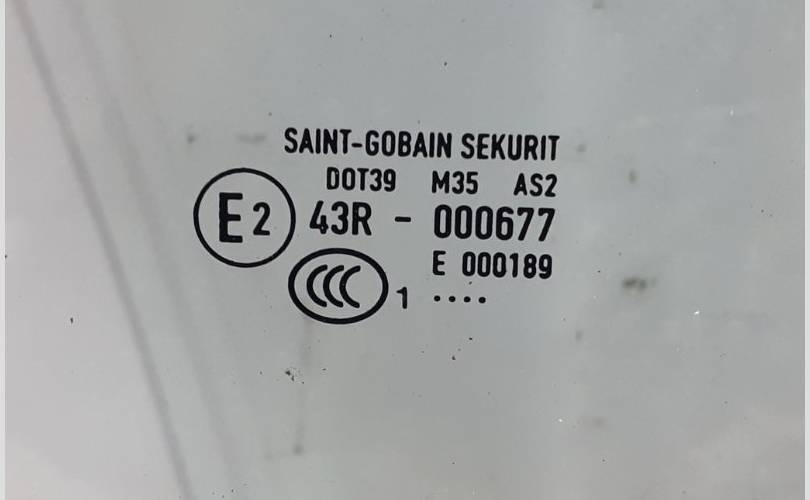 SAINT-GOBAIN SEKURIT
DOT39 M35 AS2
E2 43R - 000677
E 000189
CCC 1 ....